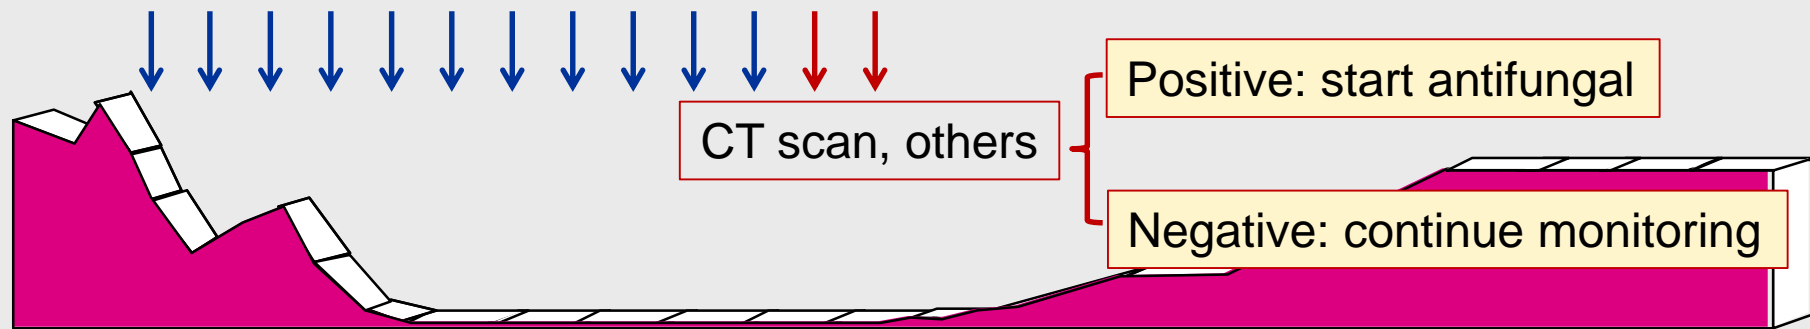 Positive: start antifungal
CT scan, others
Negative: continue monitoring